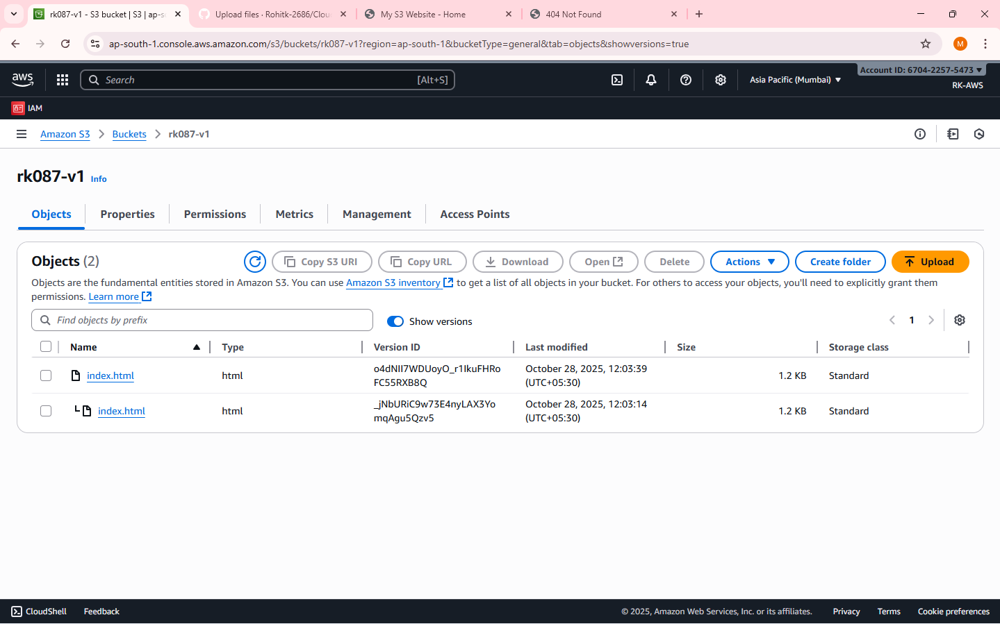 rk087-v1 - S3 bucket | S3 | ap-s
Upload files · Rohitk-2686/Clou
My S3 Website - Home
404 Not Found
ap-south-1.console.aws.amazon.com/s3/buckets/rk087-v1?region=ap-south-1&bucketType=general&tab=objects&showversions=true
M
aws
Search
[Alt+S]
Asia Pacific (Mumbai)
Account ID: 6704-2257-5473
RK-AWS
IAM
Amazon S3
Buckets
rk087-v1
rk087-v1 Info
Objects
Properties
Permissions
Metrics
Management
Access Points
Objects (2)
Copy S3 URI
Copy URL
Download
Open
Delete
Actions
Create folder
Upload
Objects are the fundamental entities stored in Amazon S3. You can use Amazon S3 inventory to get a list of all objects in your bucket. For others to access your objects, you'll need to explicitly grant them
permissions. Learn more
Find objects by prefix
Show versions
1
Name
Type
Version ID
Last modified
Size
Storage class
index.html
html
o4dNII7WDUoyO_r1IkuFHRo
FC55RXB8Q
October 28, 2025, 12:03:39
(UTC+05:30)
1.2 KB
Standard
index.html
html
_jNbURiC9w73E4nyLAX3Yo
mqAgu5Qzv5
October 28, 2025, 12:03:14
(UTC+05:30)
1.2 KB
Standard
CloudShell
Feedback
© 2025, Amazon Web Services, Inc. or its affiliates.
Privacy
Terms
Cookie preferences